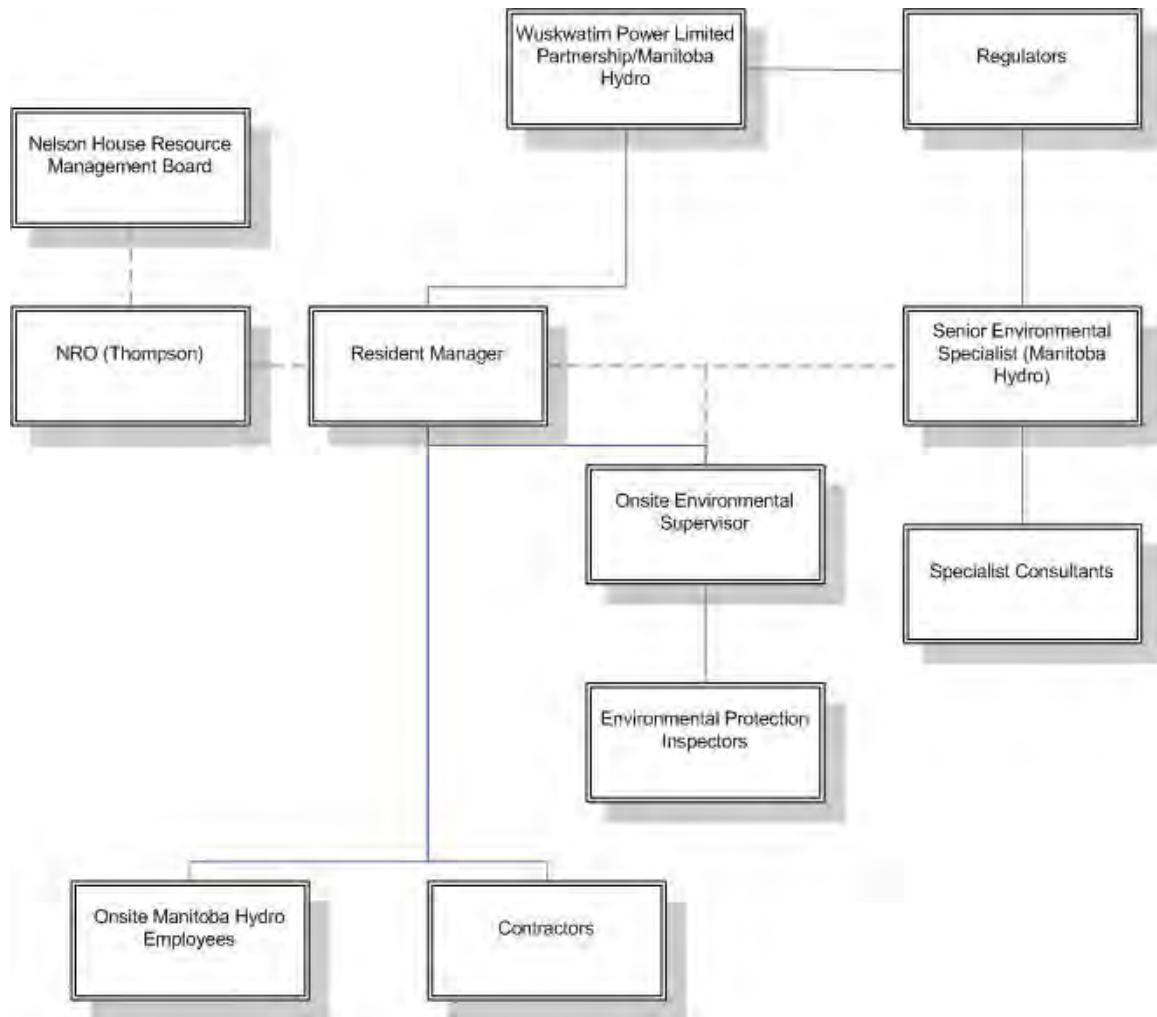 Wuskwatim Power Limited
Partnership/Manitoba
Hydro
Regulators
Nelson House Resource
Management Board
NRO (Thompson)
Resident Manager
Senior Environmental
Specialist (Manitoba
Hydro)
Onsite Environmental
Supervisor
Specialist Consultants
Environmental Protection
Inspectors
Onsite Manitoba Hydro
Employees
Contractors